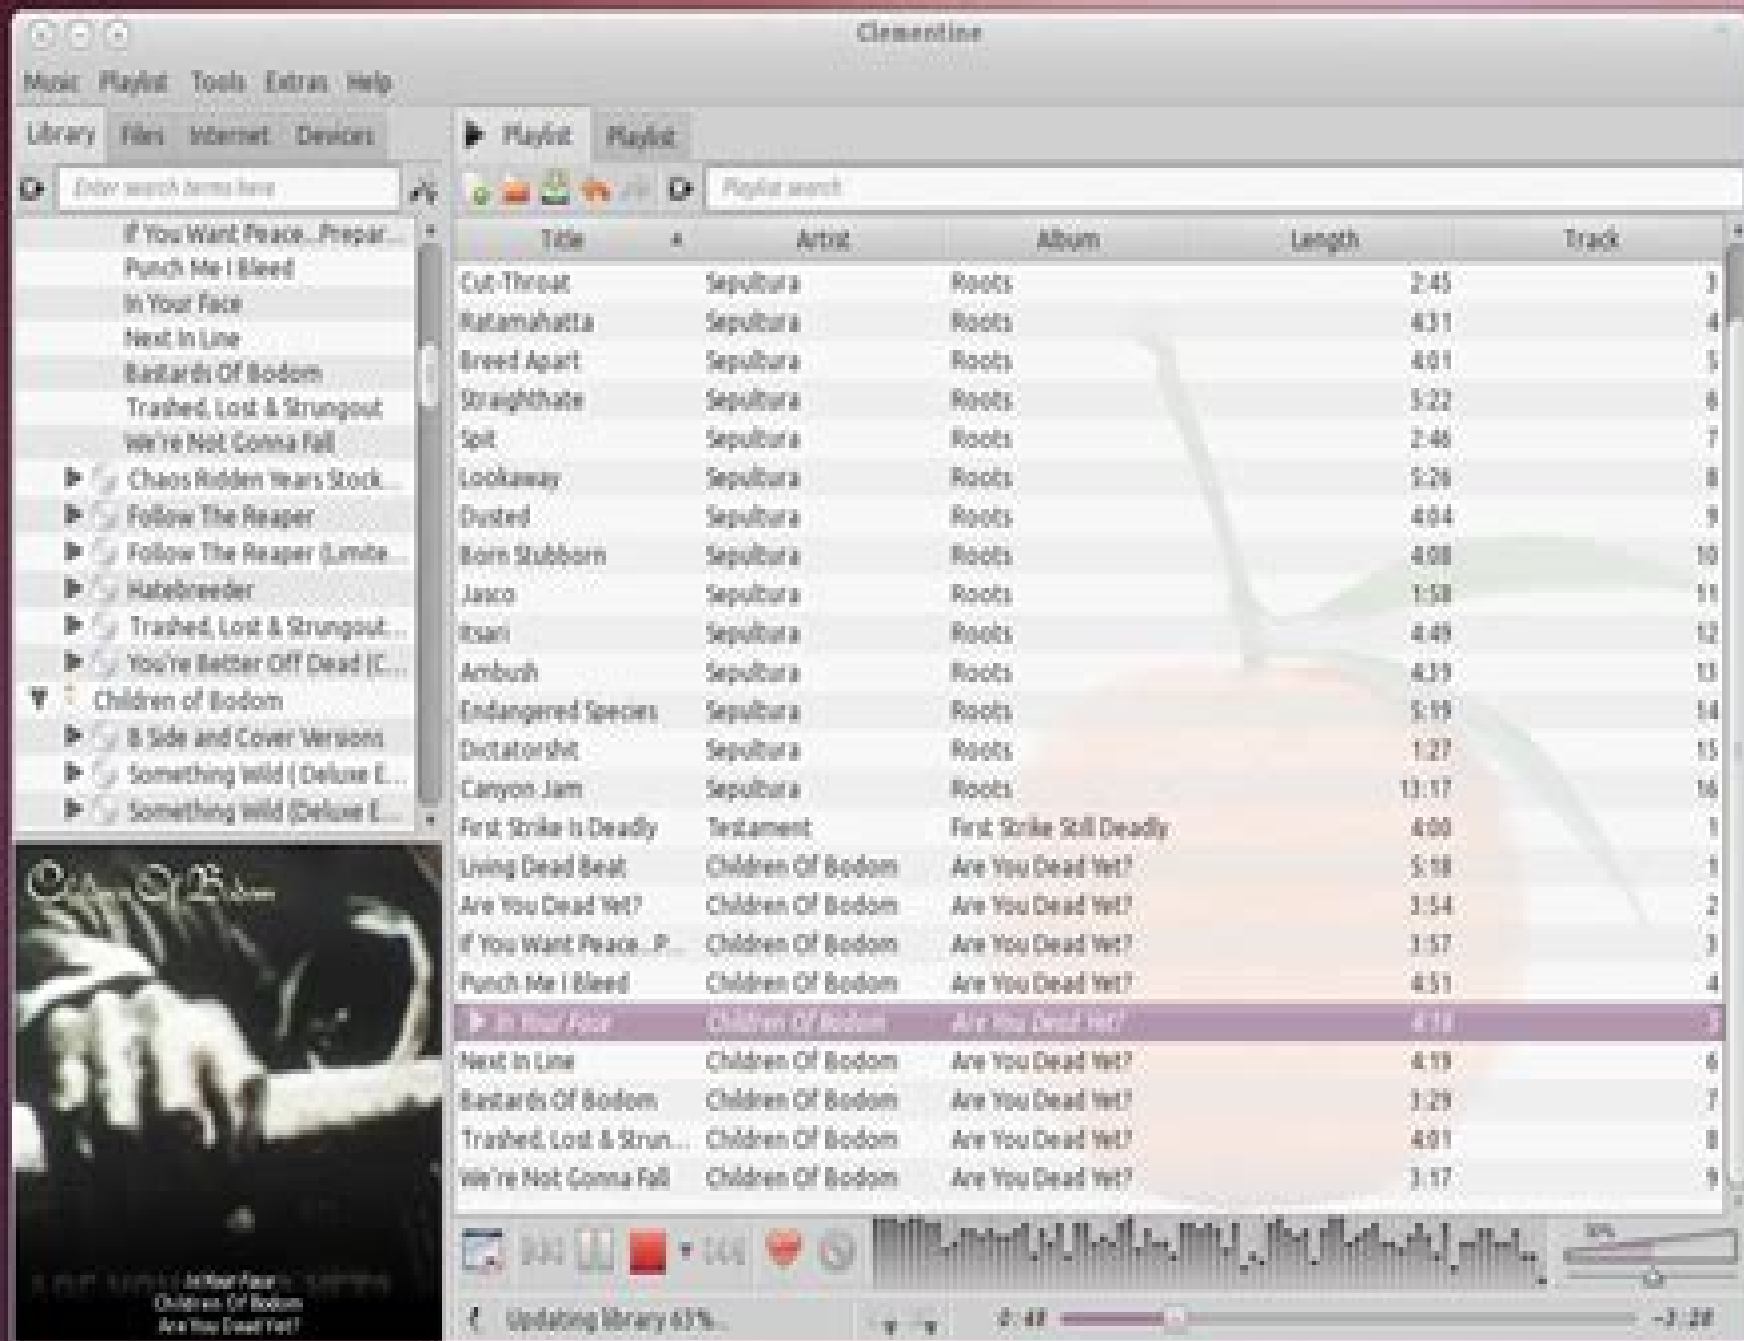 Clementine
Music Playlist Tools Extras Help
Library Files Internet Devices
Enter search terms here
If You Want Peace...Prepar...
Punch Me I Bleed
In Your Face
Next In Line
Bastards Of Bodom
Trashed, Lost & Strungout
We're Not Gonna Fall
Chaos Ridden Years Stock...
Follow The Reaper
Follow The Reaper (Limite...
Hatebreeder
Trashed, Lost & Strungout...
You're Better Off Dead (C...
Children of Bodom
B Side and Cover Versions
Something Wild ( Deluxe E...
Something Wild (Deluxe E...
Children Of Bodom
In Your Face
Children Of Bodom
Are You Dead Yet?
Playlist Playlist
Playlist search
Title Artist Album Length Track
Cut-Throat Sepultura Roots 2:45 3
Ratamahatta Sepultura Roots 4:31 4
Breed Apart Sepultura Roots 4:01 5
Straighthate Sepultura Roots 5:22 6
Spit Sepultura Roots 2:46 7
Lookaway Sepultura Roots 5:26 8
Dusted Sepultura Roots 4:04 9
Born Stubborn Sepultura Roots 4:08 10
Jasco Sepultura Roots 1:58 11
Itsari Sepultura Roots 4:49 12
Ambush Sepultura Roots 4:39 13
Endangered Species Sepultura Roots 5:19 14
Dictatorshit Sepultura Roots 1:27 15
Canyon Jam Sepultura Roots 13:17 16
First Strike Is Deadly Testament First Strike Still Deadly 4:00 1
Living Dead Beat Children Of Bodom Are You Dead Yet? 5:18 1
Are You Dead Yet? Children Of Bodom Are You Dead Yet? 3:54 2
If You Want Peace...P... Children Of Bodom Are You Dead Yet? 3:57 3
Punch Me I Bleed Children Of Bodom Are You Dead Yet? 4:51 4
In Your Face Children Of Bodom Are You Dead Yet? 4:16 5
Next In Line Children Of Bodom Are You Dead Yet? 4:19 6
Bastards Of Bodom Children Of Bodom Are You Dead Yet? 3:29 7
Trashed, Lost & Strun... Children Of Bodom Are You Dead Yet? 4:01 8
We're Not Gonna Fall Children Of Bodom Are You Dead Yet? 3:17 9
Updating library 63%...
0:48 -3:28